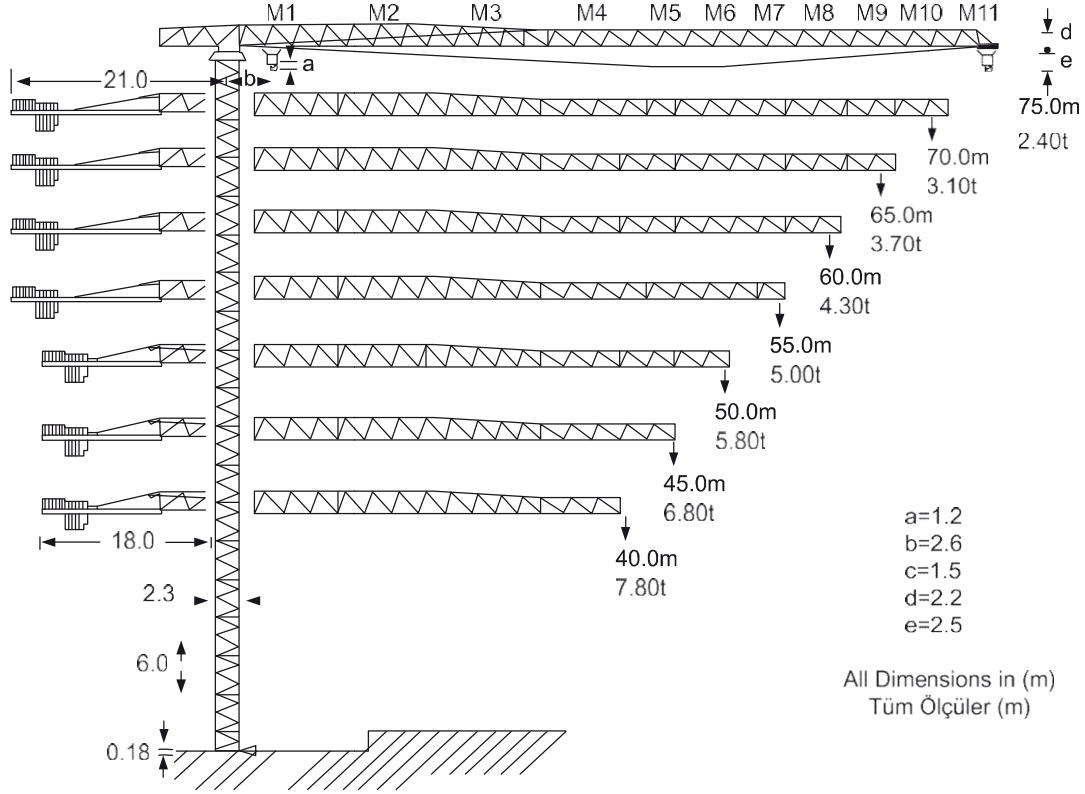 M1 M2 M3 M4 M5 M6 M7 M8 M9 M10 M11
d
e
a
21.0 b
75.0m
2.40t
70.0m
3.10t
65.0m
3.70t
60.0m
4.30t
55.0m
5.00t
50.0m
5.80t
45.0m
6.80t
40.0m
7.80t
18.0
2.3
6.0
0.18
a=1.2
b=2.6
c=1.5
d=2.2
e=2.5
All Dimensions in (m)
Tüm Ölçüler (m)